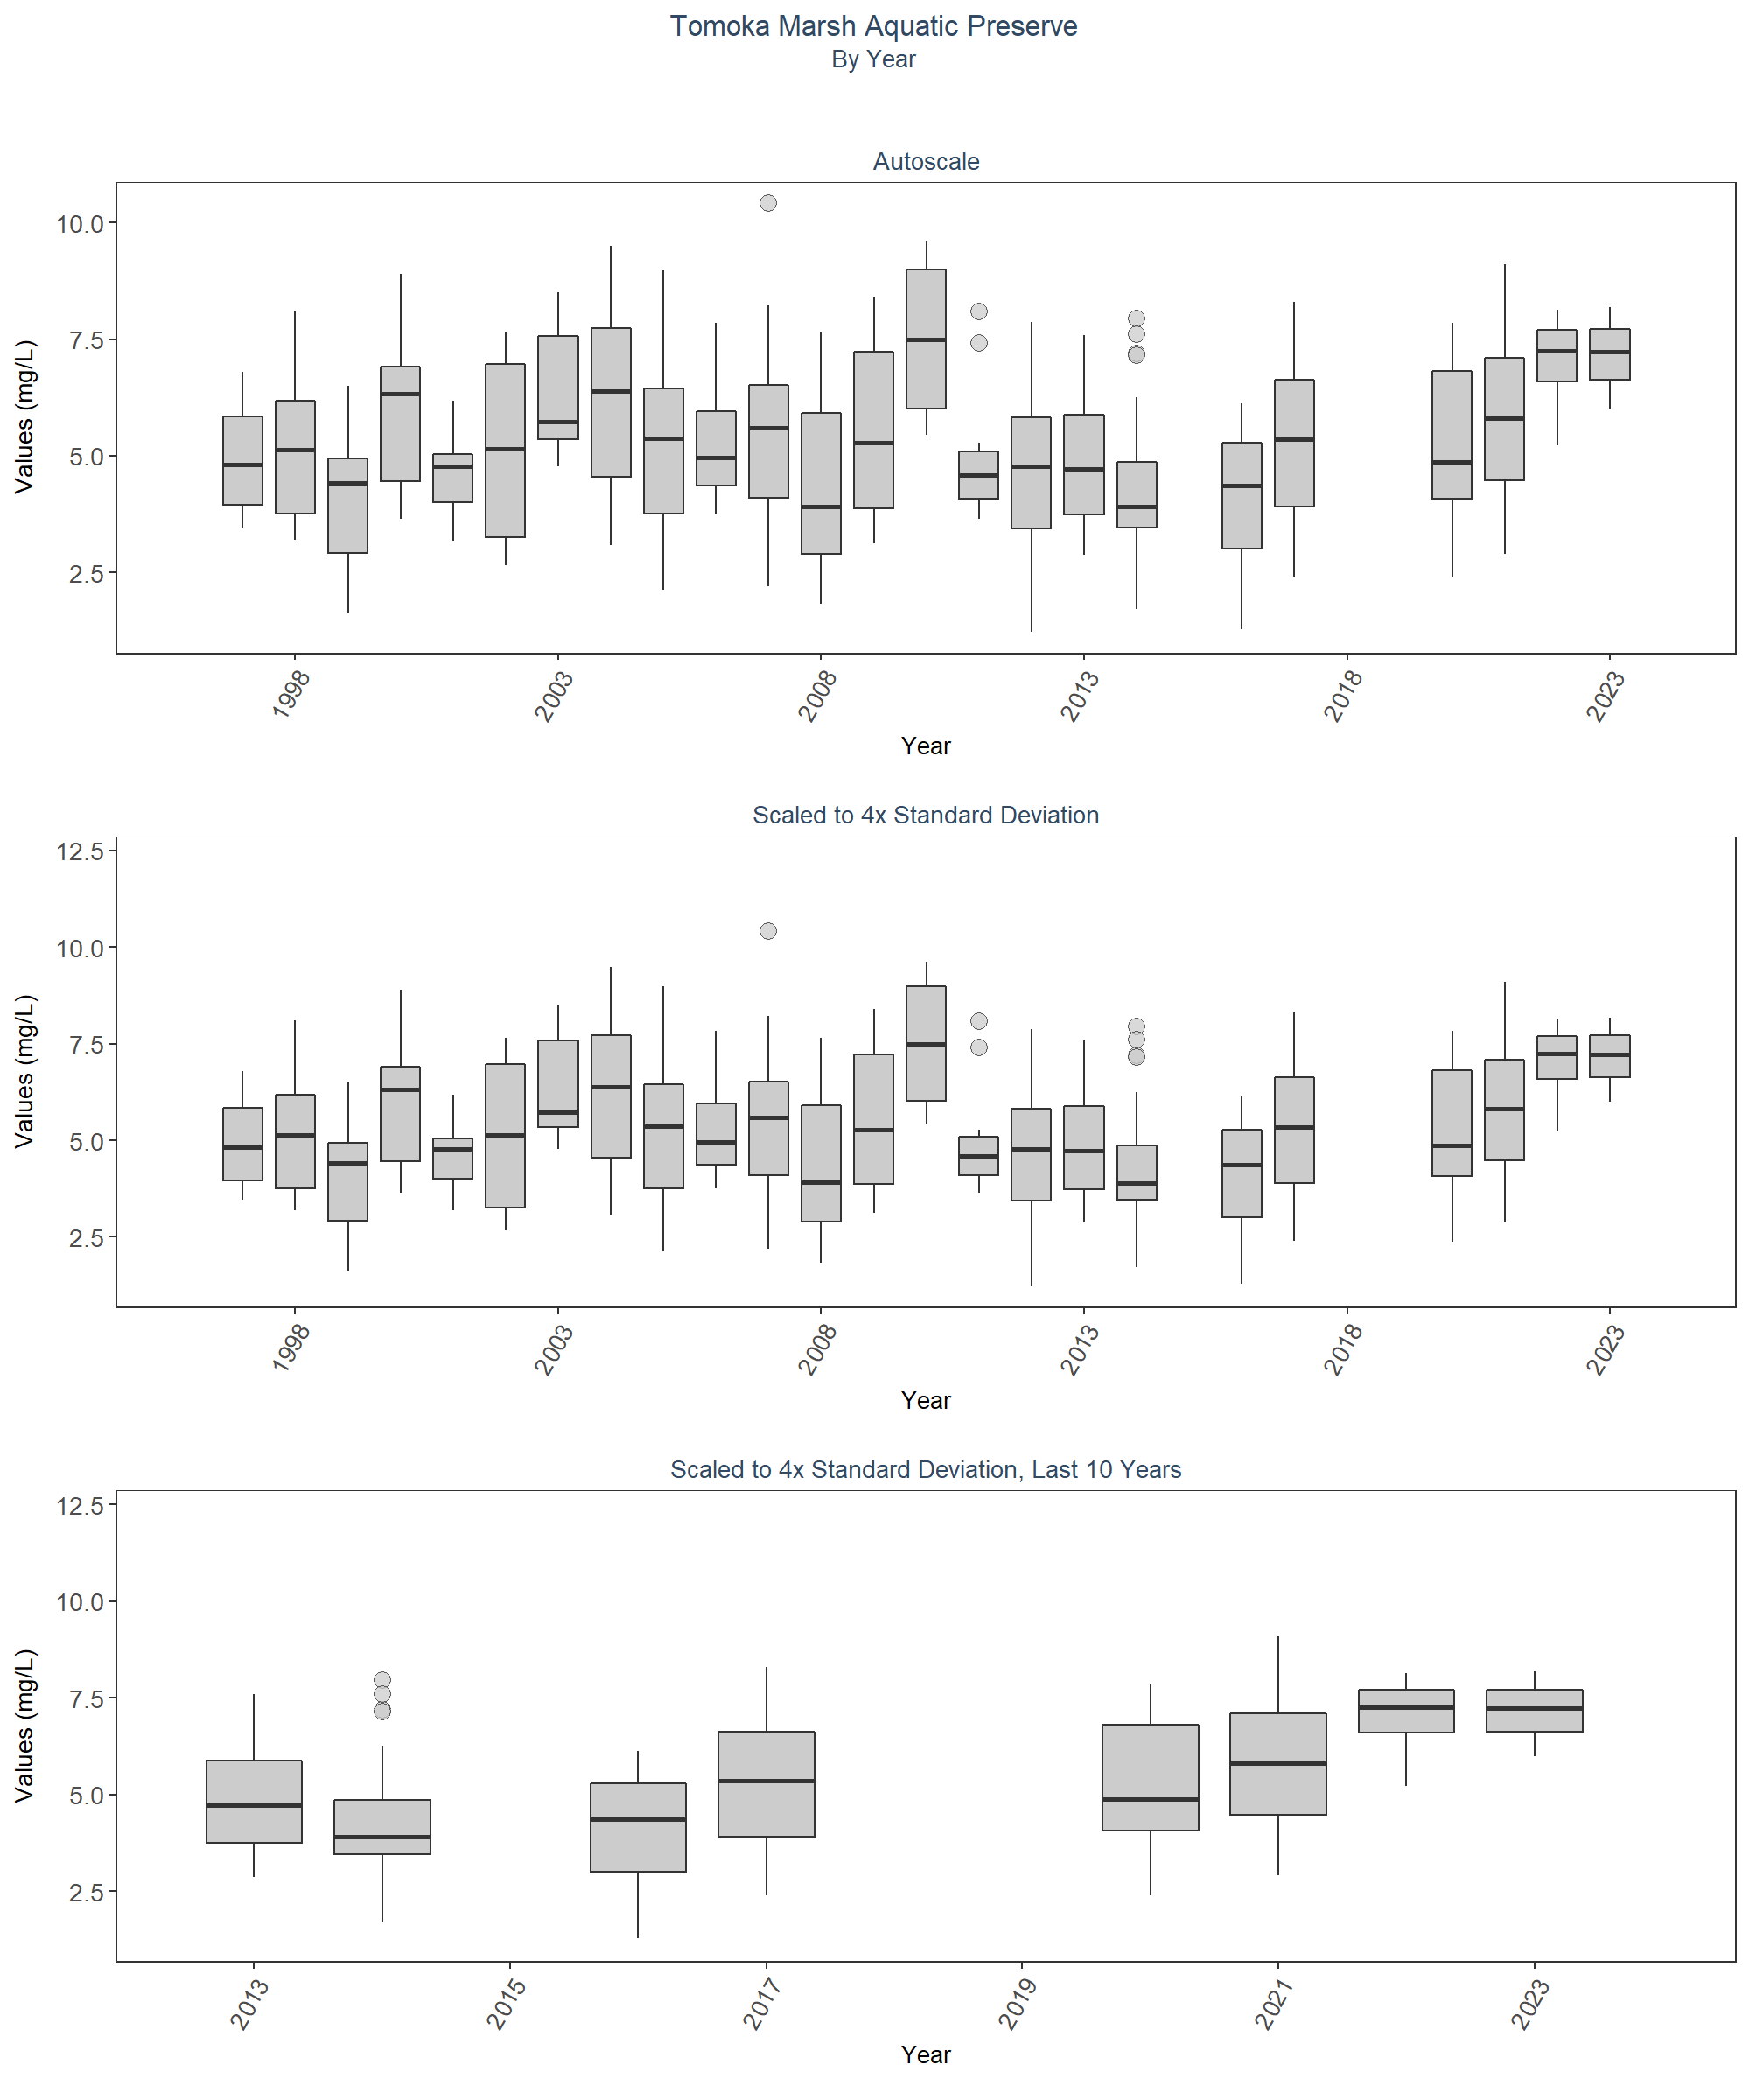 Tomoka Marsh Aquatic Preserve
By Year
Autoscale
Values (mg/L)
10.0
7.5
5.0
2.5
1998
2003
2008
2013
2018
2023
Year
Scaled to 4x Standard Deviation
Values (mg/L)
12.5
10.0
7.5
5.0
2.5
1998
2003
2008
2013
2018
2023
Year
Scaled to 4x Standard Deviation, Last 10 Years
Values (mg/L)
12.5
10.0
7.5
5.0
2.5
2013
2015
2017
2019
2021
2023
Year